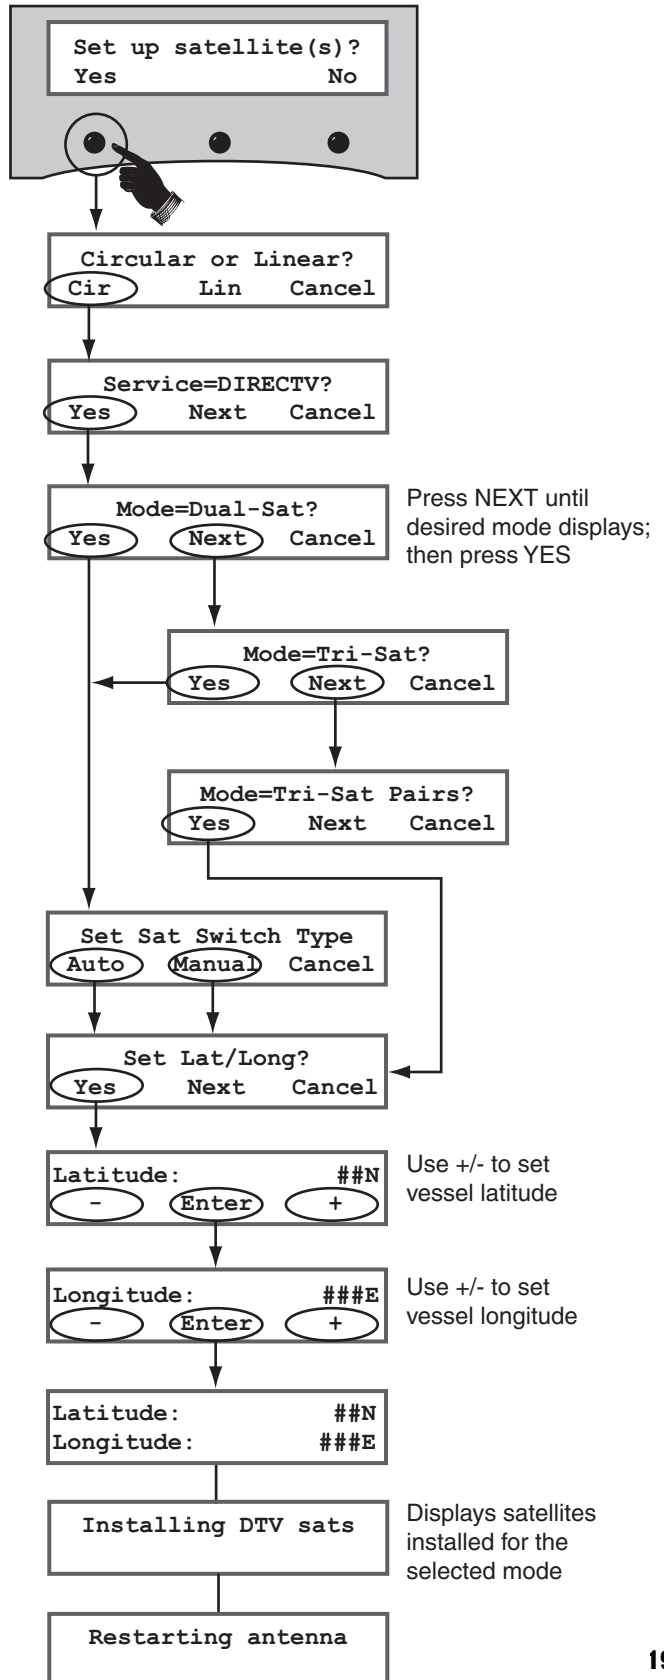 Set up satellite(s)?
Yes No
Circular or Linear?
Cir Lin Cancel
Service=DIRECTV?
Yes Next Cancel
Mode=Dual-Sat?
Yes Next Cancel
Press NEXT until
desired mode displays;
then press YES
Mode=Tri-Sat?
Yes Next Cancel
Mode=Tri-Sat Pairs?
Yes Next Cancel
Set Sat Switch Type
Auto Manual Cancel
Set Lat/Long?
Yes Next Cancel
Latitude: ##N
- Enter +
Use +/- to set
vessel latitude
Longitude: ###E
- Enter +
Use +/- to set
vessel longitude
Latitude: ##N
Longitude: ###E
Installing DTV sats
Displays satellites
installed for the
selected mode
Restarting antenna